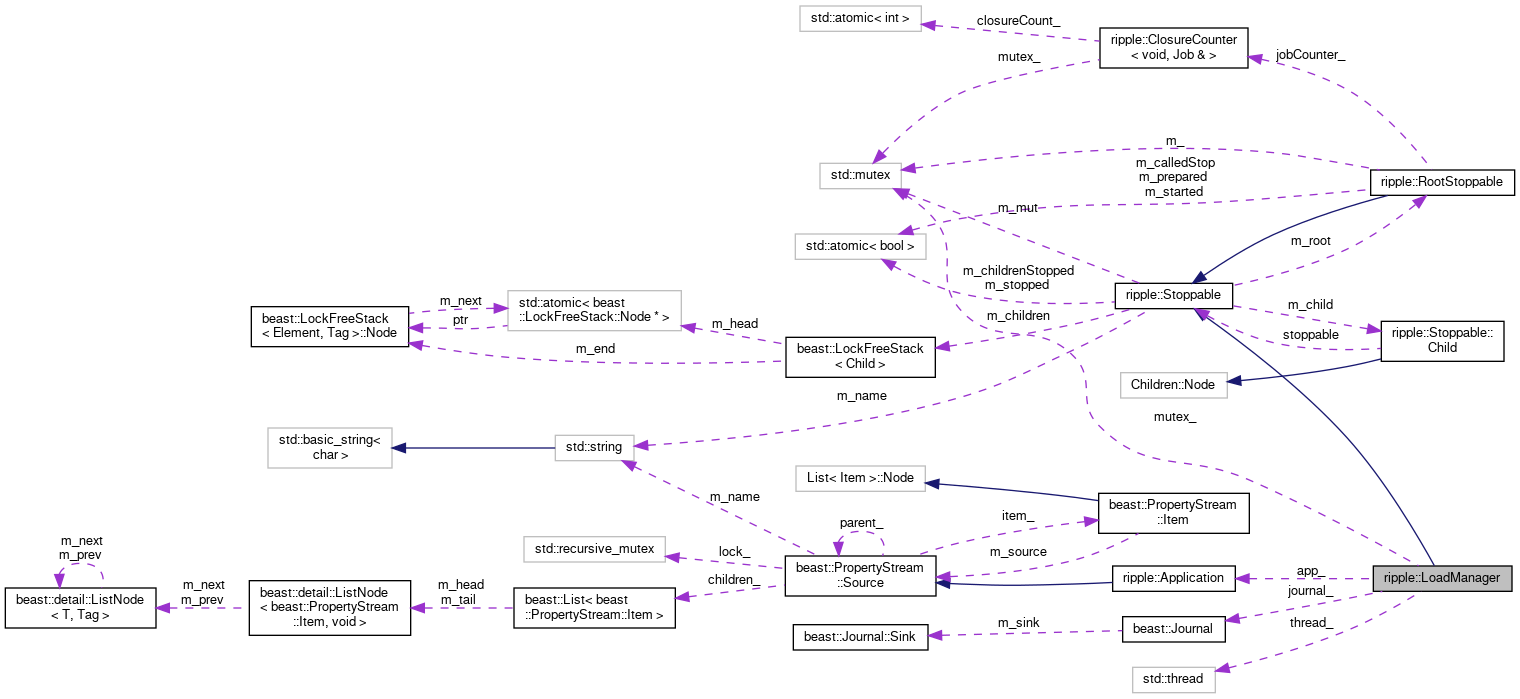 std::atomic< int >
closureCount_
ripple::ClosureCounter
< void, Job & >
jobCounter_
mutex_
m_
std::mutex
m_calledStop
m_prepared
m_started
ripple::RootStoppable
m_mut
std::atomic< bool >
m_root
m_childrenStopped
m_stopped
ripple::Stoppable
m_child
beast::LockFreeStack
< Element, Tag >::Node
m_next
ptr
std::atomic< beast
::LockFreeStack::Node * >
m_head
m_children
stoppable
ripple::Stoppable::
Child
m_end
beast::LockFreeStack
< Child >
Children::Node
m_name
mutex_
std::basic_string<
char >
std::string
List< Item >::Node
m_name
beast::PropertyStream
::Item
item_
parent_
std::recursive_mutex
lock_
m_source
beast::PropertyStream
::Source
ripple::Application
app_
ripple::LoadManager
children_
journal_
m_next
m_prev
beast::detail::ListNode
< T, Tag >
m_next
m_prev
beast::detail::ListNode
< beast::PropertyStream
::Item, void >
m_head
m_tail
beast::List< beast
::PropertyStream::Item >
beast::Journal::Sink
m_sink
beast::Journal
thread_
std::thread